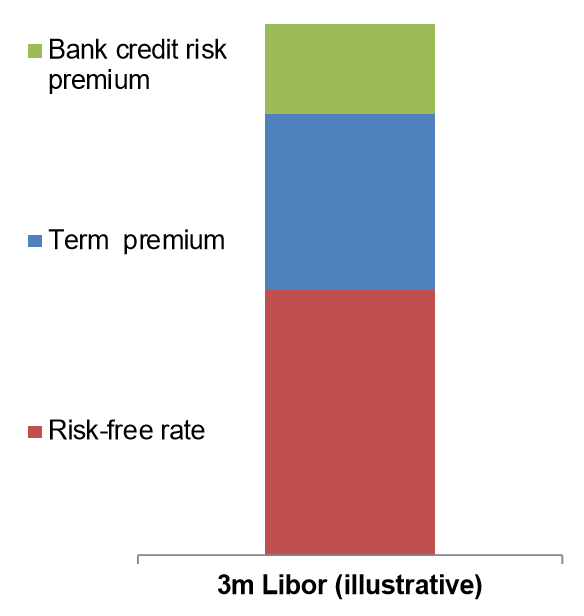 Bank credit risk
premium
Term premium
Risk-free rate
3m Libor (illustrative)